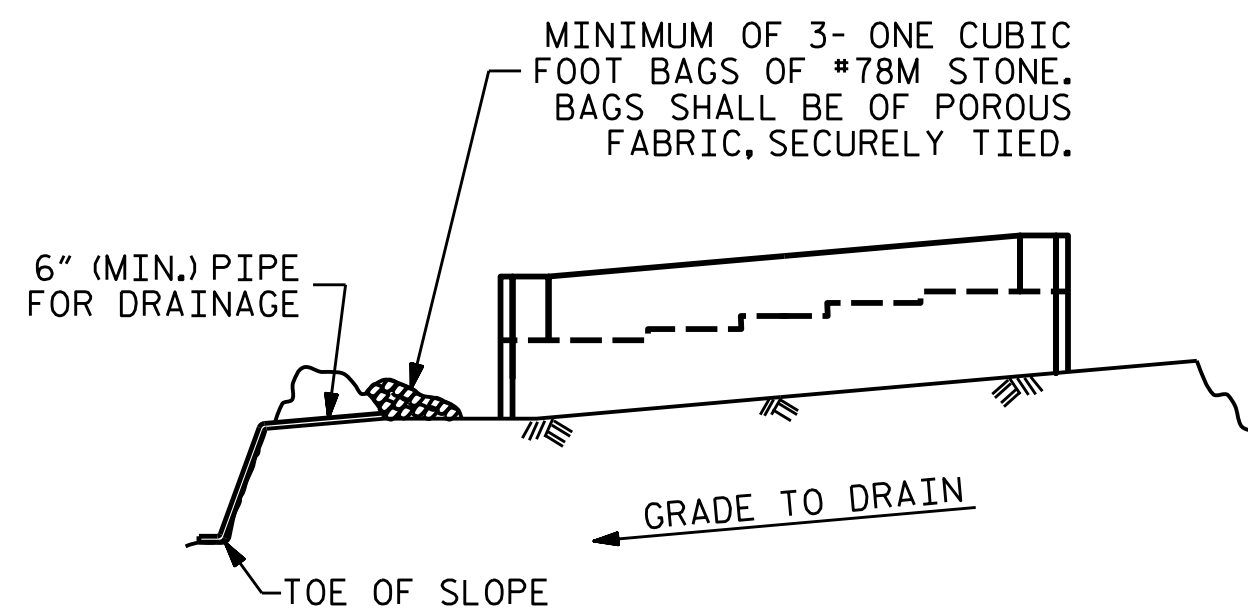 MINIMUM OF 3- ONE CUBIC
FOOT BAGS OF #78M STONE.
BAGS SHALL BE OF POROUS
FABRIC, SECURELY TIED.
6" (MIN.) PIPE
FOR DRAINAGE
GRADE TO DRAIN
TOE OF SLOPE